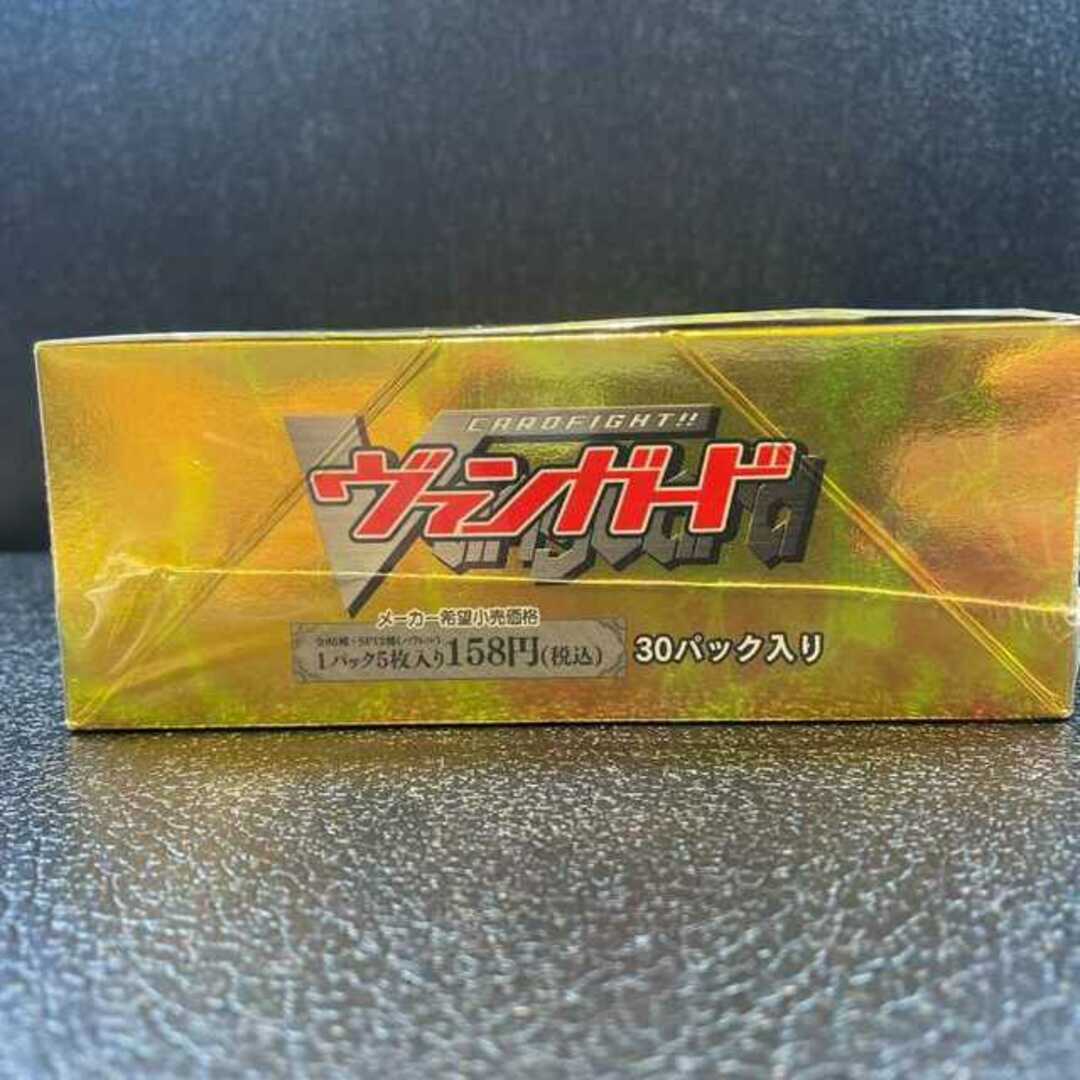 CARDFIGHT!!
ヴァンガード
Vanguard
メーカー希望小売価格
1パック5枚入り158円(税込)
30パック入り